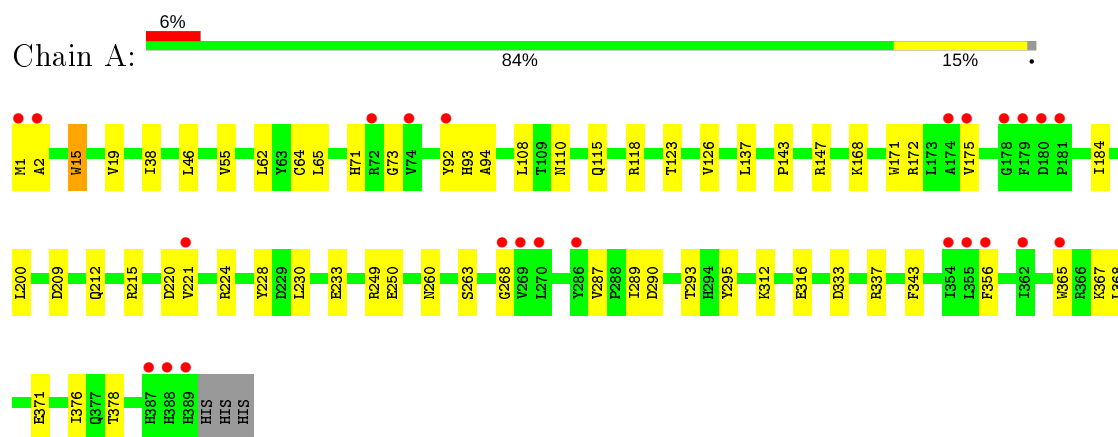 6%
Chain A:
84% 15% •
M1 A2 W15 V19 I38 L46 V55 L62 Y63 C64 L65 H71 R72 G73 V74 Y92 H93 A94 L108 T109 N110 Q115 R118 T123 V126 L137 P143 R147 K168 W171 R172 L173 A174 V175 G178 F179 D180 P181 I184
L200 D209 Q212 R215 D220 V221 R224 Y228 D229 L230 E233 R249 E250 N260 S263 G268 V269 L270 Y286 V287 P288 I289 D290 T293 H294 Y295 K312 E316 D333 R337 F343 I354 L355 F356 I362 W365 R366 K367 L368
E371 I376 Q377 T378 H387 H388 H389 HIS HIS HIS